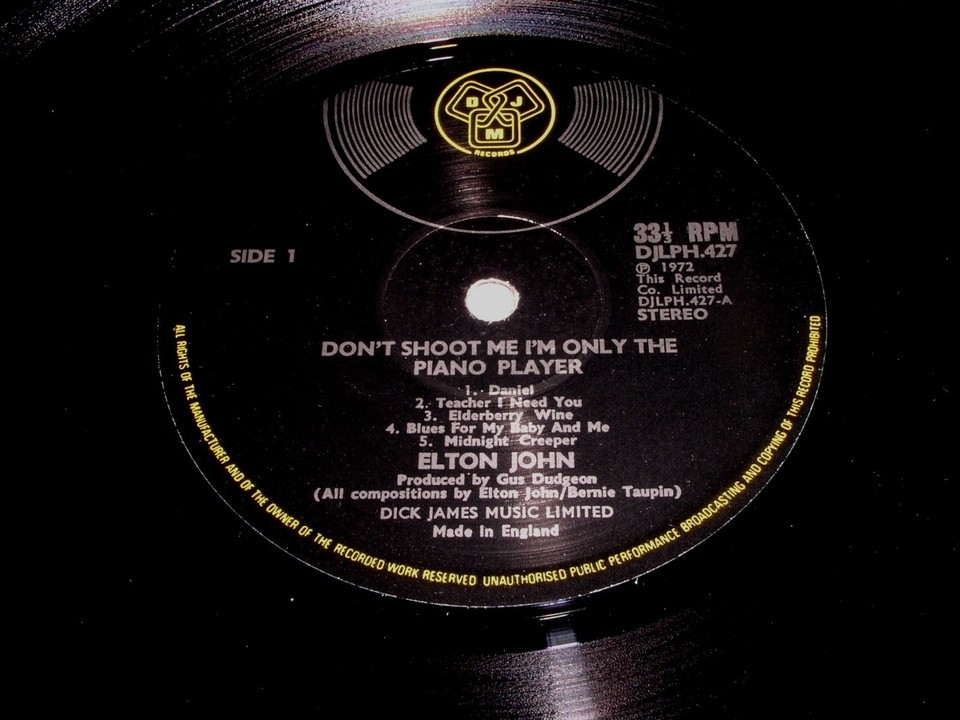 D J
M
RECORDS
SIDE 1
33⅓ RPM
DJLPH.427
Ⓟ 1972
This Record
Co. Limited
DJLPH.427-A
STEREO
DON'T SHOOT ME I'M ONLY THE
PIANO PLAYER
1. Daniel
2. Teacher I Need You
3. Elderberry Wine
4. Blues For My Baby And Me
5. Midnight Creeper
ELTON JOHN
Produced by Gus Dudgeon
(All compositions by Elton John/Bernie Taupin)
DICK JAMES MUSIC LIMITED
Made in England
ALL RIGHTS OF THE MANUFACTURER AND OF THE OWNER OF THE RECORDED WORK RESERVED UNAUTHORISED PUBLIC PERFORMANCE BROADCASTING AND COPYING OF THIS RECORD PROHIBITED